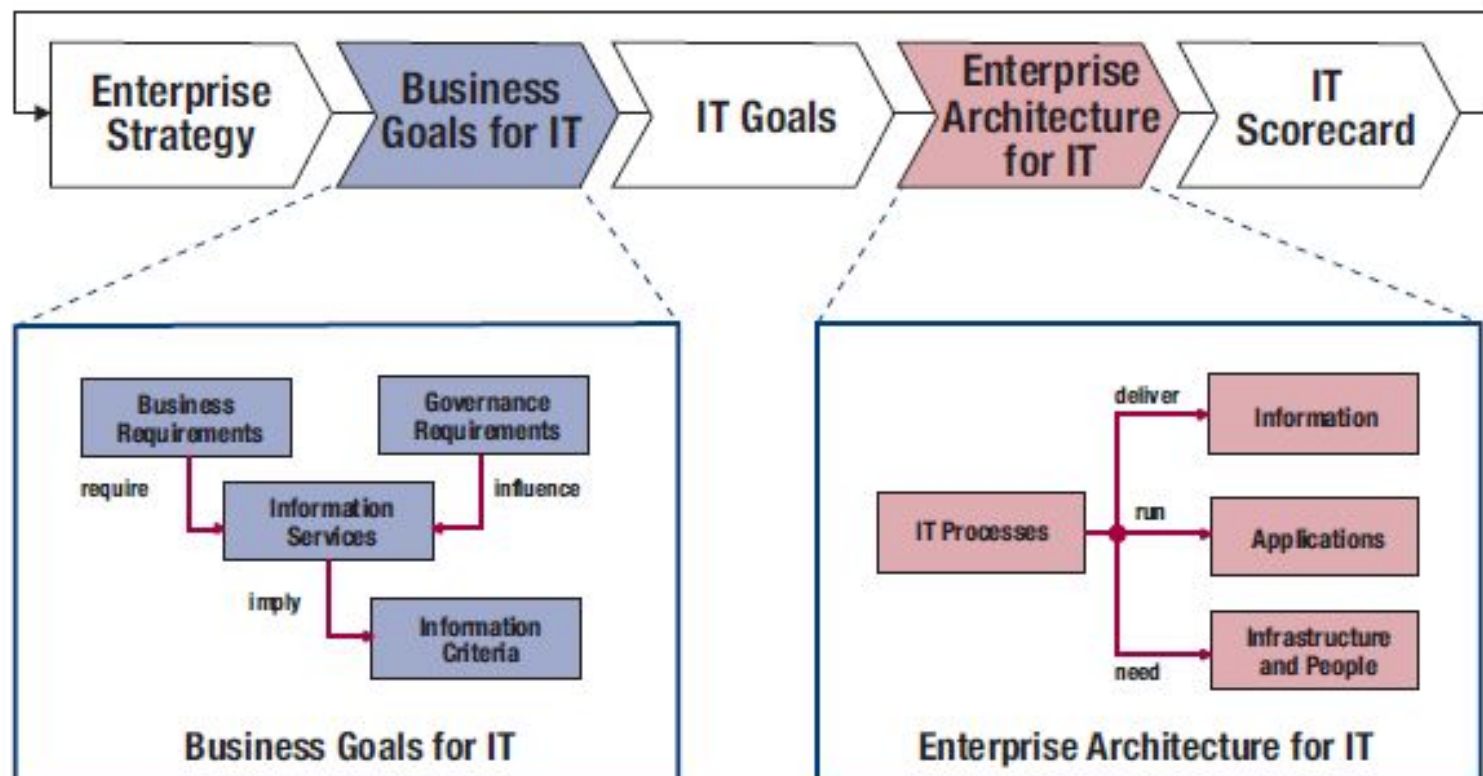 Enterprise
Strategy
Business
Goals for IT
IT Goals
Enterprise
Architecture
for IT
IT
Scorecard
Business
Requirements
Governance
Requirements
require
influence
Information
Services
imply
Information
Criteria
Business Goals for IT
deliver
Information
IT Processes
run
Applications
need
Infrastructure
and People
Enterprise Architecture for IT